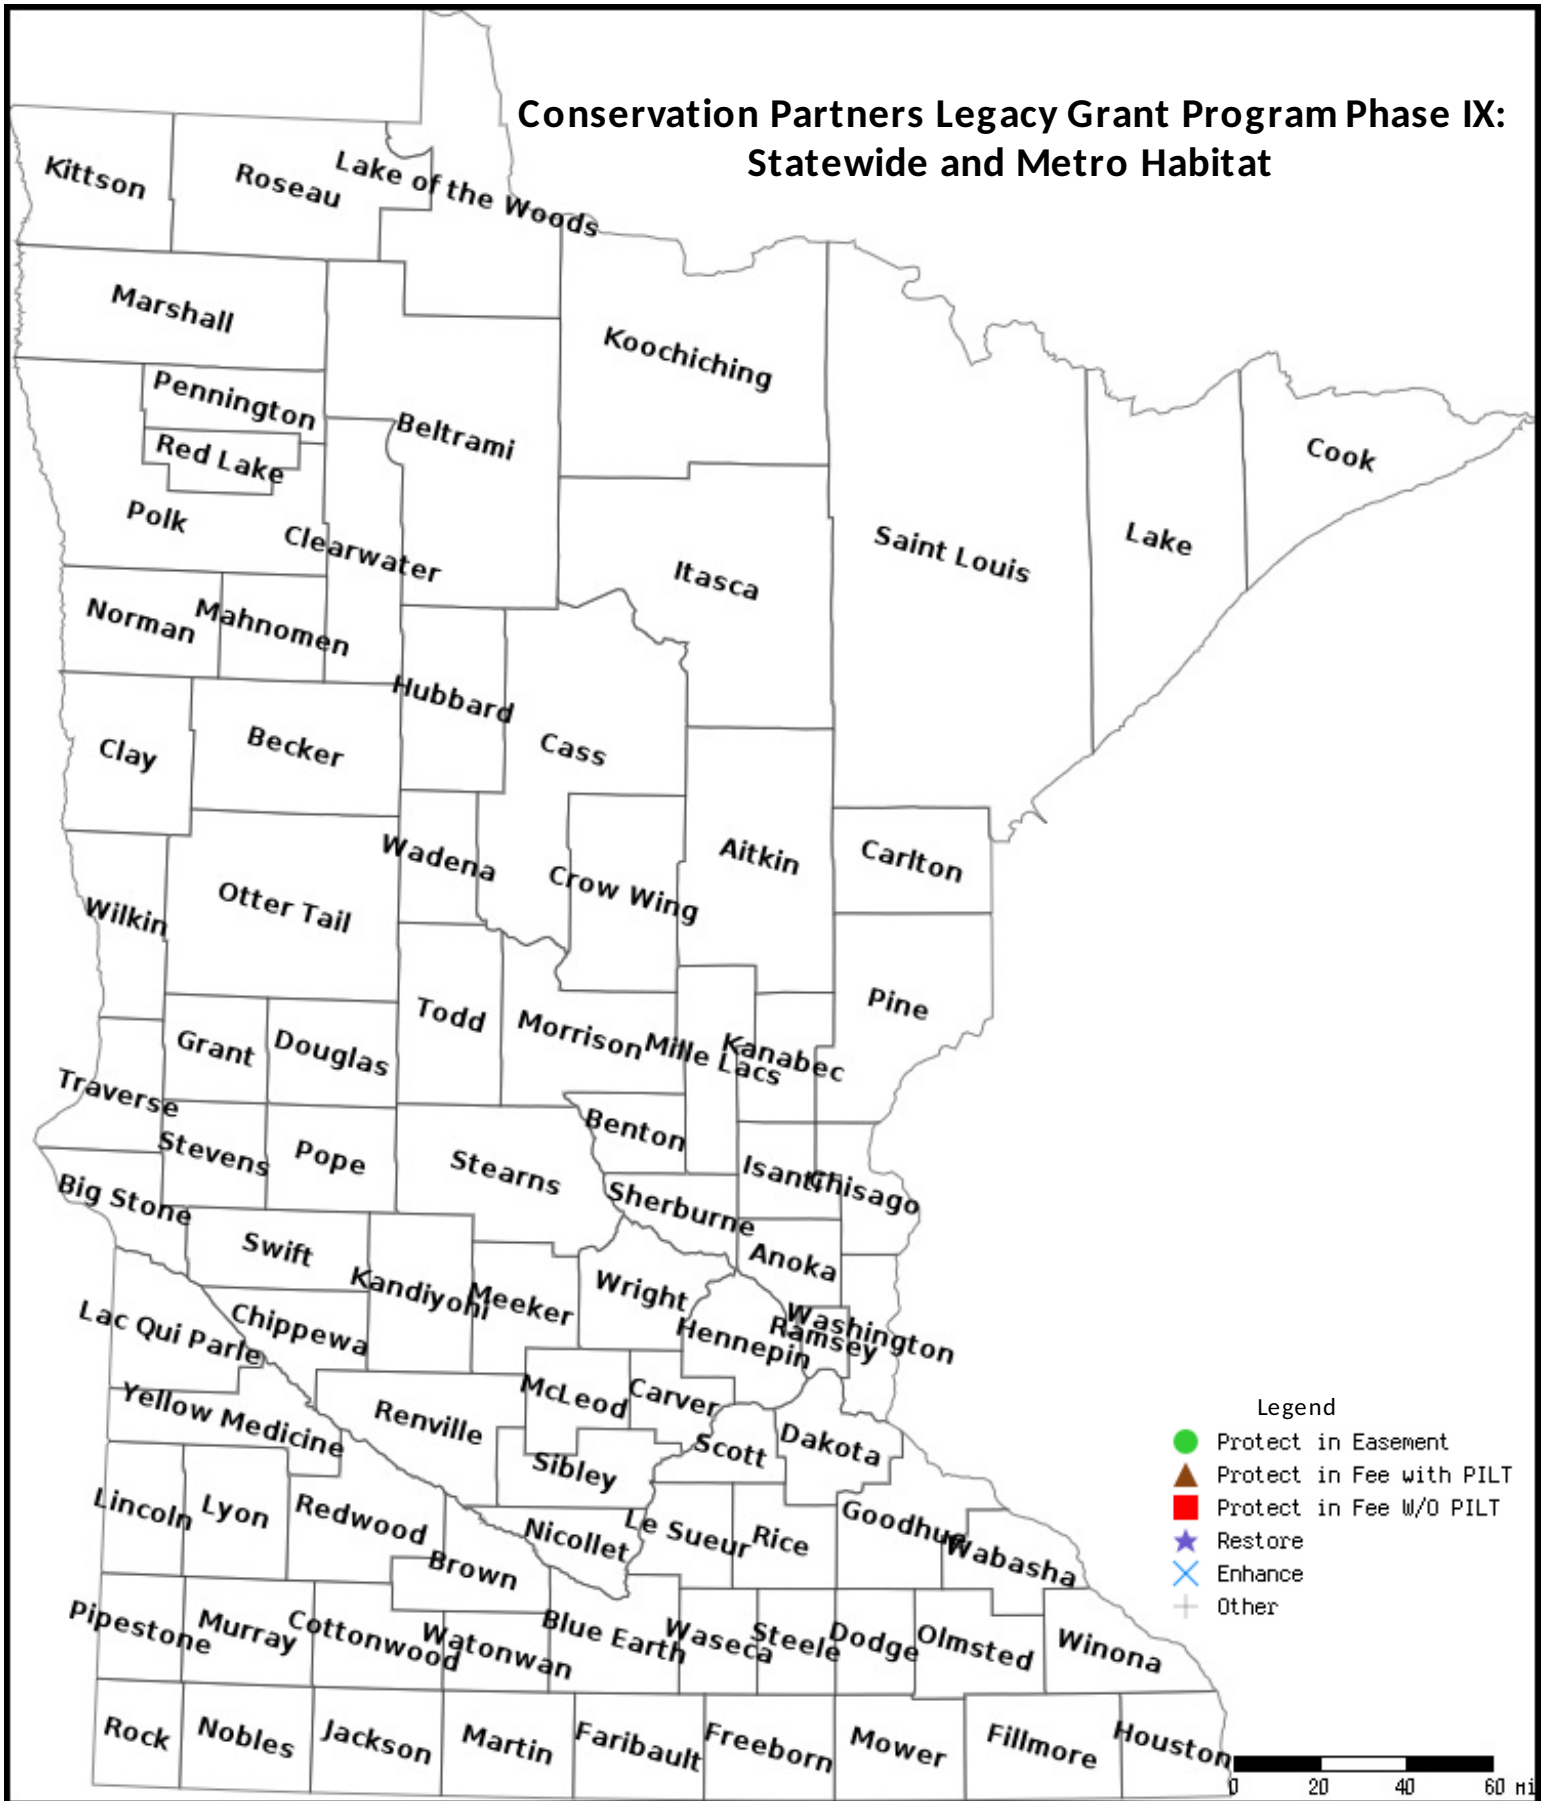 Conservation Partners Legacy Grant Program Phase IX:
Statewide and Metro Habitat
Kittson
Roseau
Lake of the Woods
Marshall
Koochiching
Pennington
Beltrami
Red Lake
Cook
Polk
Clearwater
Saint Louis
Lake
Itasca
Norman
Mahnomen
Hubbard
Clay
Becker
Cass
Wadena
Aitkin
Carlton
Wilkin
Otter Tail
Crow Wing
Pine
Todd
Morrison
Mille Lacs
Kanabec
Grant
Douglas
Traverse
Stevens
Pope
Stearns
Benton
Isanti
Chisago
Big Stone
Sherburne
Swift
Anoka
Kandiyohi
Meeker
Wright
Lac Qui Parle
Chippewa
Hennepin
Ramsey
Washington
Yellow Medicine
Renville
McLeod
Carver
Scott
Dakota
Sibley
Lincoln
Lyon
Redwood
Nicollet
Le Sueur
Rice
Goodhue
Wabasha
Brown
Pipestone
Murray
Cottonwood
Watonwan
Blue Earth
Waseca
Steele
Dodge
Olmsted
Winona
Rock
Nobles
Jackson
Martin
Faribault
Freeborn
Mower
Fillmore
Houston
Legend
Protect in Easement
Protect in Fee with PILT
Protect in Fee W/O PILT
Restore
Enhance
Other
0 20 40 60 mi